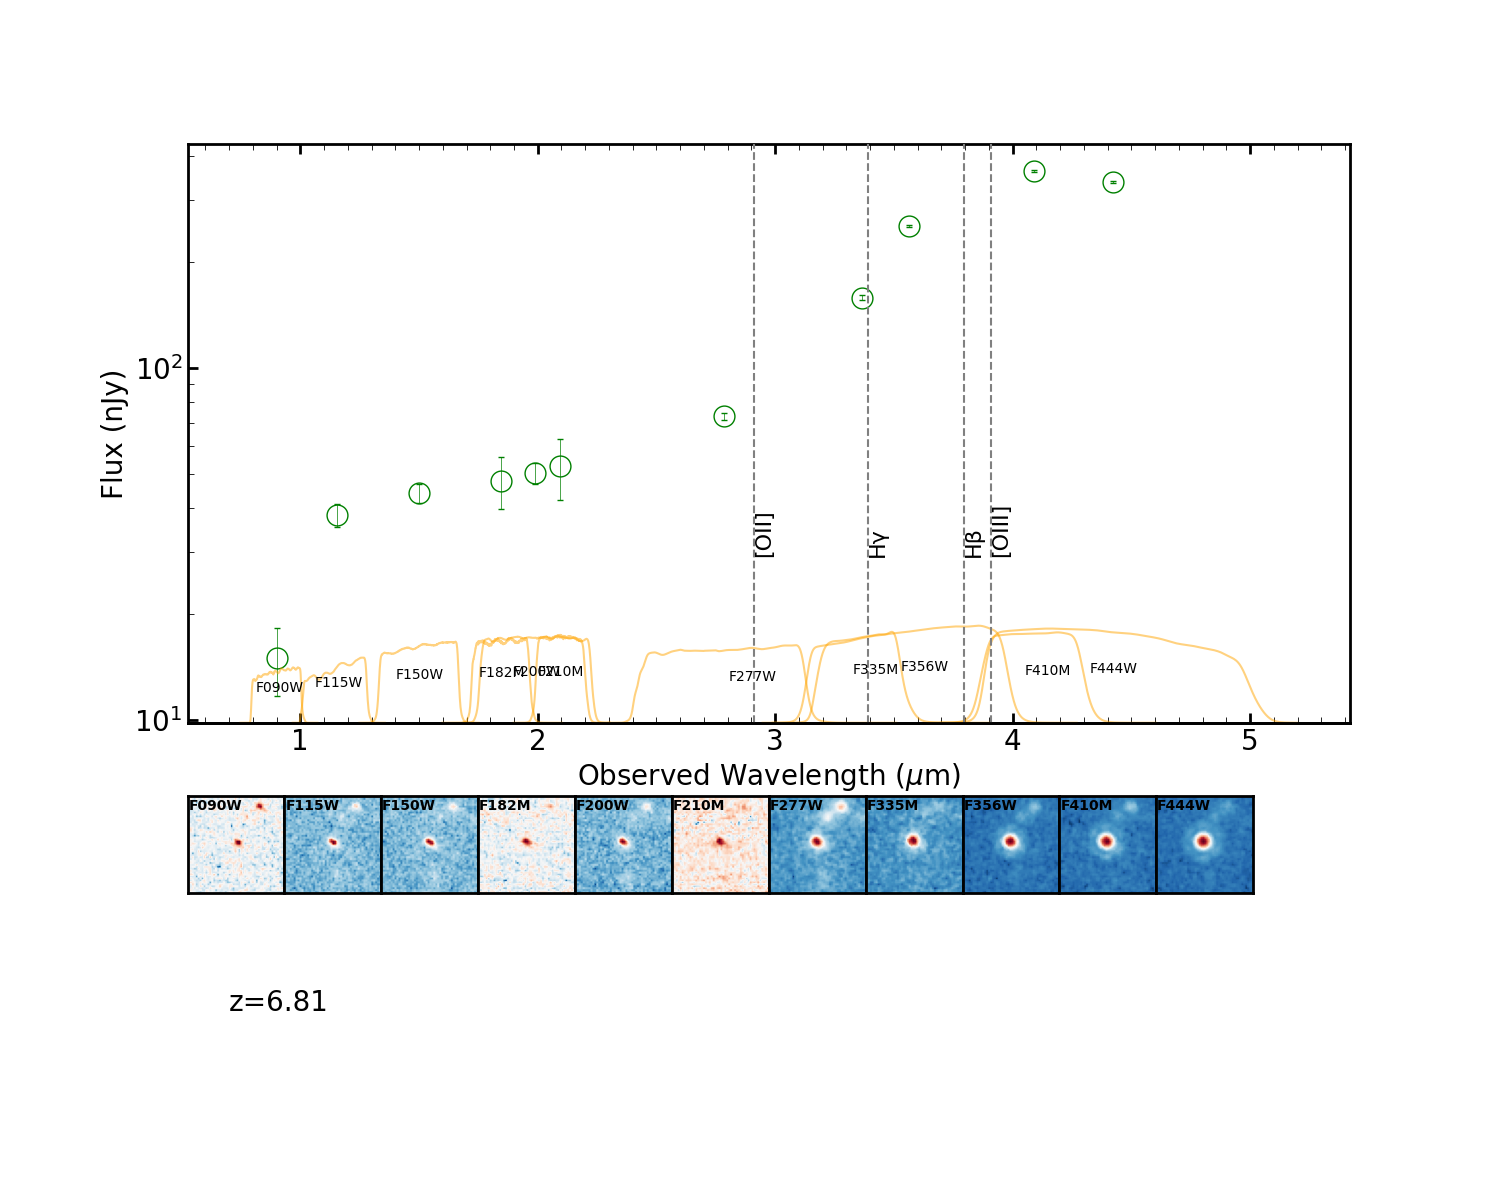 Flux (nJy)
10²
10¹
[OII]
Hγ
Hβ
[OIII]
F090W
F115W
F150W
F182M
F200W
F210M
F277W
F335M
F356W
F410M
F444W
1 2 3 4 5
Observed Wavelength (μm)
F090W F115W F150W F182M F200W F210M F277W F335M F356W F410M F444W
z=6.81